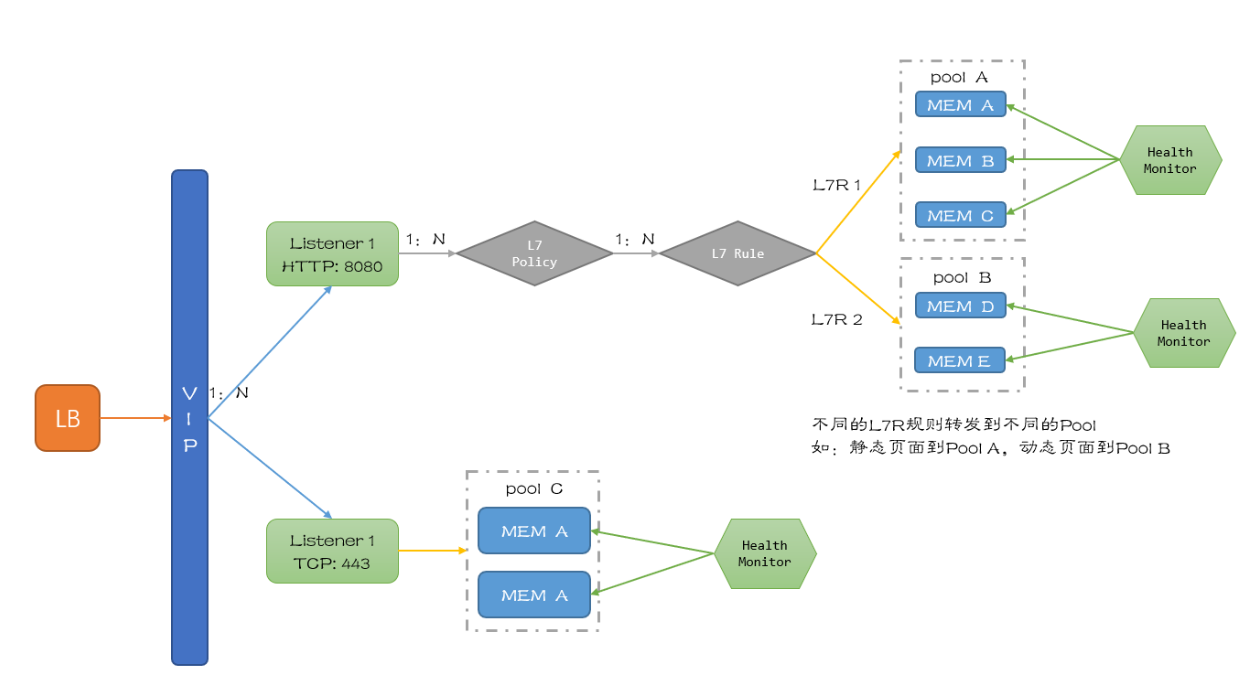 pool A
MEM A
MEM B
MEM C
Health
Monitor
L7R 1
Listener 1
HTTP: 8080
1：N
L7
Policy
1：N
L7 Rule
pool B
MEM D
MEM E
Health
Monitor
L7R 2
LB
V
I
P
1：N
不同的L7R规则转发到不同的Pool
如：静态页面到Pool A，动态页面到Pool B
Listener 1
TCP: 443
pool C
MEM A
MEM A
Health
Monitor